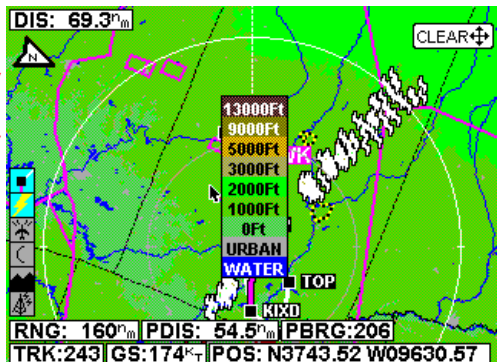 DIS: 69.3nm
CLEAR
N
13000Ft
9000Ft
5000Ft
3000Ft
2000Ft
1000Ft
0Ft
URBAN
WATER
TOP
KIXD
RNG: 160nm PDIS: 54.5nm PBRG:206
TRK:243 GS:174KT POS: N3743.52 W09630.57